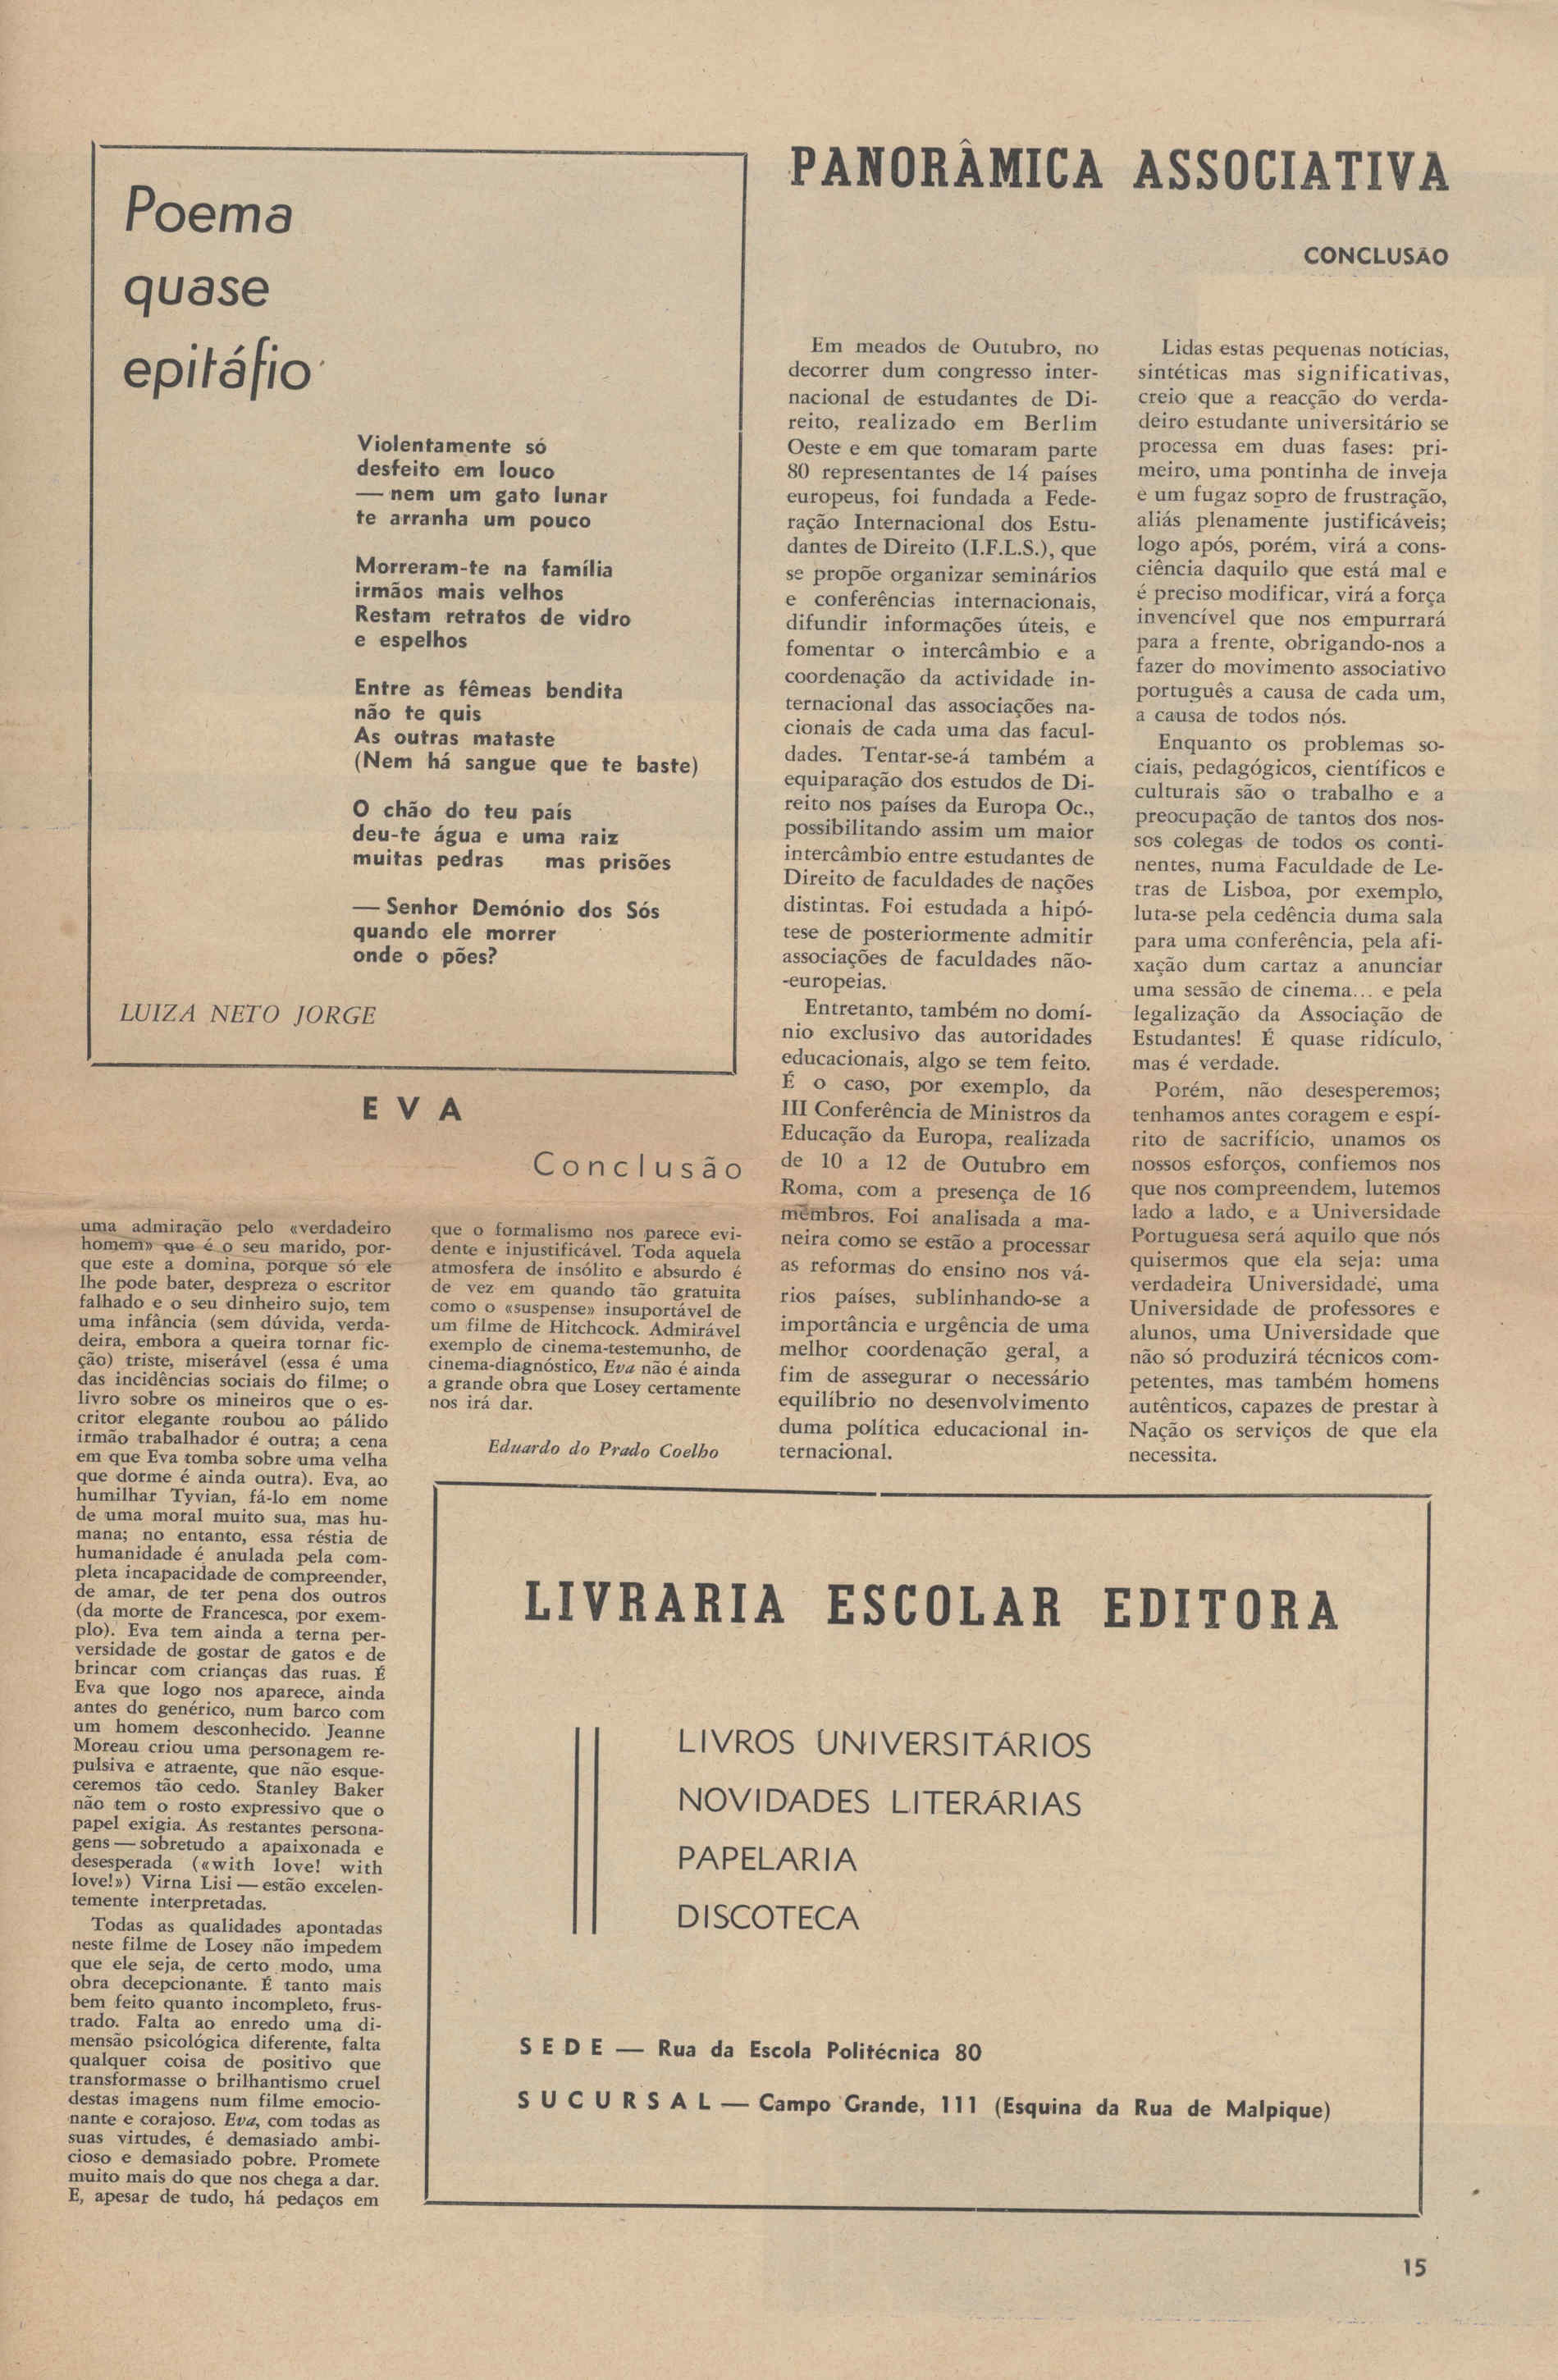 Poema
quase
epitáfio
Violentamente só
desfeito em louco
— nem um gato lunar
te arranha um pouco
Morreram-te na família
irmãos mais velhos
Restam retratos de vidro
e espelhos
Entre as fêmeas bendita
não te quis
As outras mataste
(Nem há sangue que te baste)
O chão do teu país
deu-te água e uma raiz
muitas pedras mas prisões
— Senhor Demónio dos Sós
quando ele morrer
onde o pões?
LUIZA NETO JORGE
EVA
Conclusão
uma admiração pelo «verdadeiro
homem» que é o seu marido, por-
que este a domina, porque só ele
lhe pode bater, despreza o escritor
falhado e o seu dinheiro sujo, tem
uma infância (sem dúvida, verda-
deira, embora a queira tornar fic-
ção) triste, miserável (essa é uma
das incidências sociais do filme; o
livro sobre os mineiros que o es-
critor elegante roubou ao pálido
irmão trabalhador é outra; a cena
em que Eva tomba sobre uma velha
que dorme é ainda outra). Eva, ao
humilhar Tyvian, fá-lo em nome
de uma moral muito sua, mas hu-
mana; no entanto, essa réstia de
humanidade é anulada pela com-
pleta incapacidade de compreender,
de amar, de ter pena dos outros
(da morte de Francesca, por exem-
plo). Eva tem ainda a terna per-
versidade de gostar de gatos e de
brincar com crianças das ruas. É
Eva que logo nos aparece, ainda
antes do genérico, num barco com
um homem desconhecido. Jeanne
Moreau criou uma personagem re-
pulsiva e atraente, que não esque-
ceremos tão cedo. Stanley Baker
não tem o rosto expressivo que o
papel exigia. As restantes persona-
gens — sobretudo a apaixonada e
desesperada («with love! with
love!») Virna Lisi — estão excelen-
temente interpretadas.
Todas as qualidades apontadas
neste filme de Losey não impedem
que ele seja, de certo modo, uma
obra decepcionante. É tanto mais
bem feito quanto incompleto, frus-
trado. Falta ao enredo uma di-
mensão psicológica diferente, falta
qualquer coisa de positivo que
transformasse o brilhantismo cruel
destas imagens num filme emocio-
nante e corajoso. Eva, com todas as
suas virtudes, é demasiado ambi-
cioso e demasiado pobre. Promete
muito mais do que nos chega a dar.
E, apesar de tudo, há pedaços em
que o formalismo nos parece evi-
dente e injustificável. Toda aquela
atmosfera de insólito e absurdo é
de vez em quando tão gratuita
como o «suspense» insuportável de
um filme de Hitchcock. Admirável
exemplo de cinema-testemunho, de
cinema-diagnóstico, Eva não é ainda
a grande obra que Losey certamente
nos irá dar.
Eduardo do Prado Coelho
PANORÂMICA ASSOCIATIVA
CONCLUSÃO
Em meados de Outubro, no
decorrer dum congresso inter-
nacional de estudantes de Di-
reito, realizado em Berlim
Oeste e em que tomaram parte
80 representantes de 14 países
europeus, foi fundada a Fede-
ração Internacional dos Estu-
dantes de Direito (I.F.L.S.), que
se propõe organizar seminários
e conferências internacionais,
difundir informações úteis, e
fomentar o intercâmbio e a
coordenação da actividade in-
ternacional das associações na-
cionais de cada uma das facul-
dades. Tentar-se-á também a
equiparação dos estudos de Di-
reito nos países da Europa Oc.,
possibilitando assim um maior
intercâmbio entre estudantes de
Direito de faculdades de nações
distintas. Foi estudada a hipó-
tese de posteriormente admitir
associações de faculdades não-
-europeias.
Entretanto, também no domí-
nio exclusivo das autoridades
educacionais, algo se tem feito.
É o caso, por exemplo, da
III Conferência de Ministros da
Educação da Europa, realizada
de 10 a 12 de Outubro em
Roma, com a presença de 16
membros. Foi analisada a ma-
neira como se estão a processar
as reformas do ensino nos vá-
rios países, sublinhando-se a
importância e urgência de uma
melhor coordenação geral, a
fim de assegurar o necessário
equilíbrio no desenvolvimento
duma política educacional in-
ternacional.
Lidas estas pequenas notícias,
sintéticas mas significativas,
creio que a reacção do verda-
deiro estudante universitário se
processa em duas fases: pri-
meiro, uma pontinha de inveja
e um fugaz sopro de frustração,
aliás plenamente justificáveis;
logo após, porém, virá a cons-
ciência daquilo que está mal e
é preciso modificar, virá a força
invencível que nos empurrará
para a frente, obrigando-nos a
fazer do movimento associativo
português a causa de cada um,
a causa de todos nós.
Enquanto os problemas so-
ciais, pedagógicos, científicos e
culturais são o trabalho e a
preocupação de tantos dos nos-
sos colegas de todos os conti-
nentes, numa Faculdade de Le-
tras de Lisboa, por exemplo,
luta-se pela cedência duma sala
para uma conferência, pela afi-
xação dum cartaz a anunciar
uma sessão de cinema... e pela
legalização da Associação de
Estudantes! É quase ridículo,
mas é verdade.
Porém, não desesperemos;
tenhamos antes coragem e espí-
rito de sacrifício, unamos os
nossos esforços, confiemos nos
que nos compreendem, lutemos
lado a lado, e a Universidade
Portuguesa será aquilo que nós
quisermos que ela seja: uma
verdadeira Universidade, uma
Universidade de professores e
alunos, uma Universidade que
não só produzirá técnicos com-
petentes, mas também homens
autênticos, capazes de prestar à
Nação os serviços de que ela
necessita.
LIVRARIA ESCOLAR EDITORA
LIVROS UNIVERSITÁRIOS
NOVIDADES LITERÁRIAS
PAPELARIA
DISCOTECA
SEDE — Rua da Escola Politécnica 80
SUCURSAL — Campo Grande, 111 (Esquina da Rua de Malpique)
15